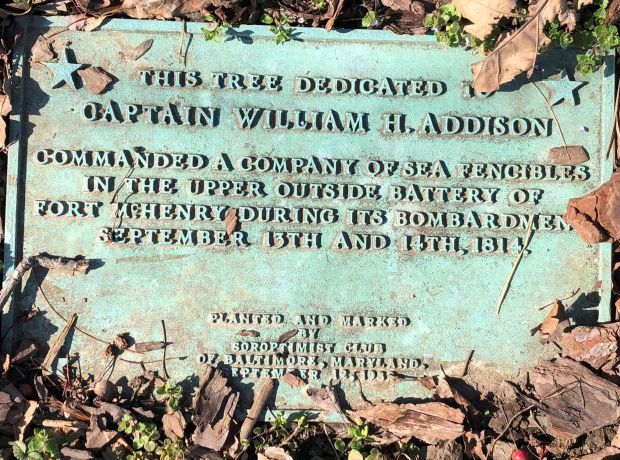 THIS TREE DEDICATED
CAPTAIN WILLIAM H. ADDISON
COMMANDED A COMPANY OF SEA FENCIBLES
IN THE UPPER OUTSIDE BATTERY OF
FORT MCHENRY DURING ITS BOMBARDMEN
SEPTEMBER 13TH AND 14TH, 1814.
PLANTED AND MARKED
BY
SOROPTIMIST CLUB
OF BALTIMORE, MARYLAND,